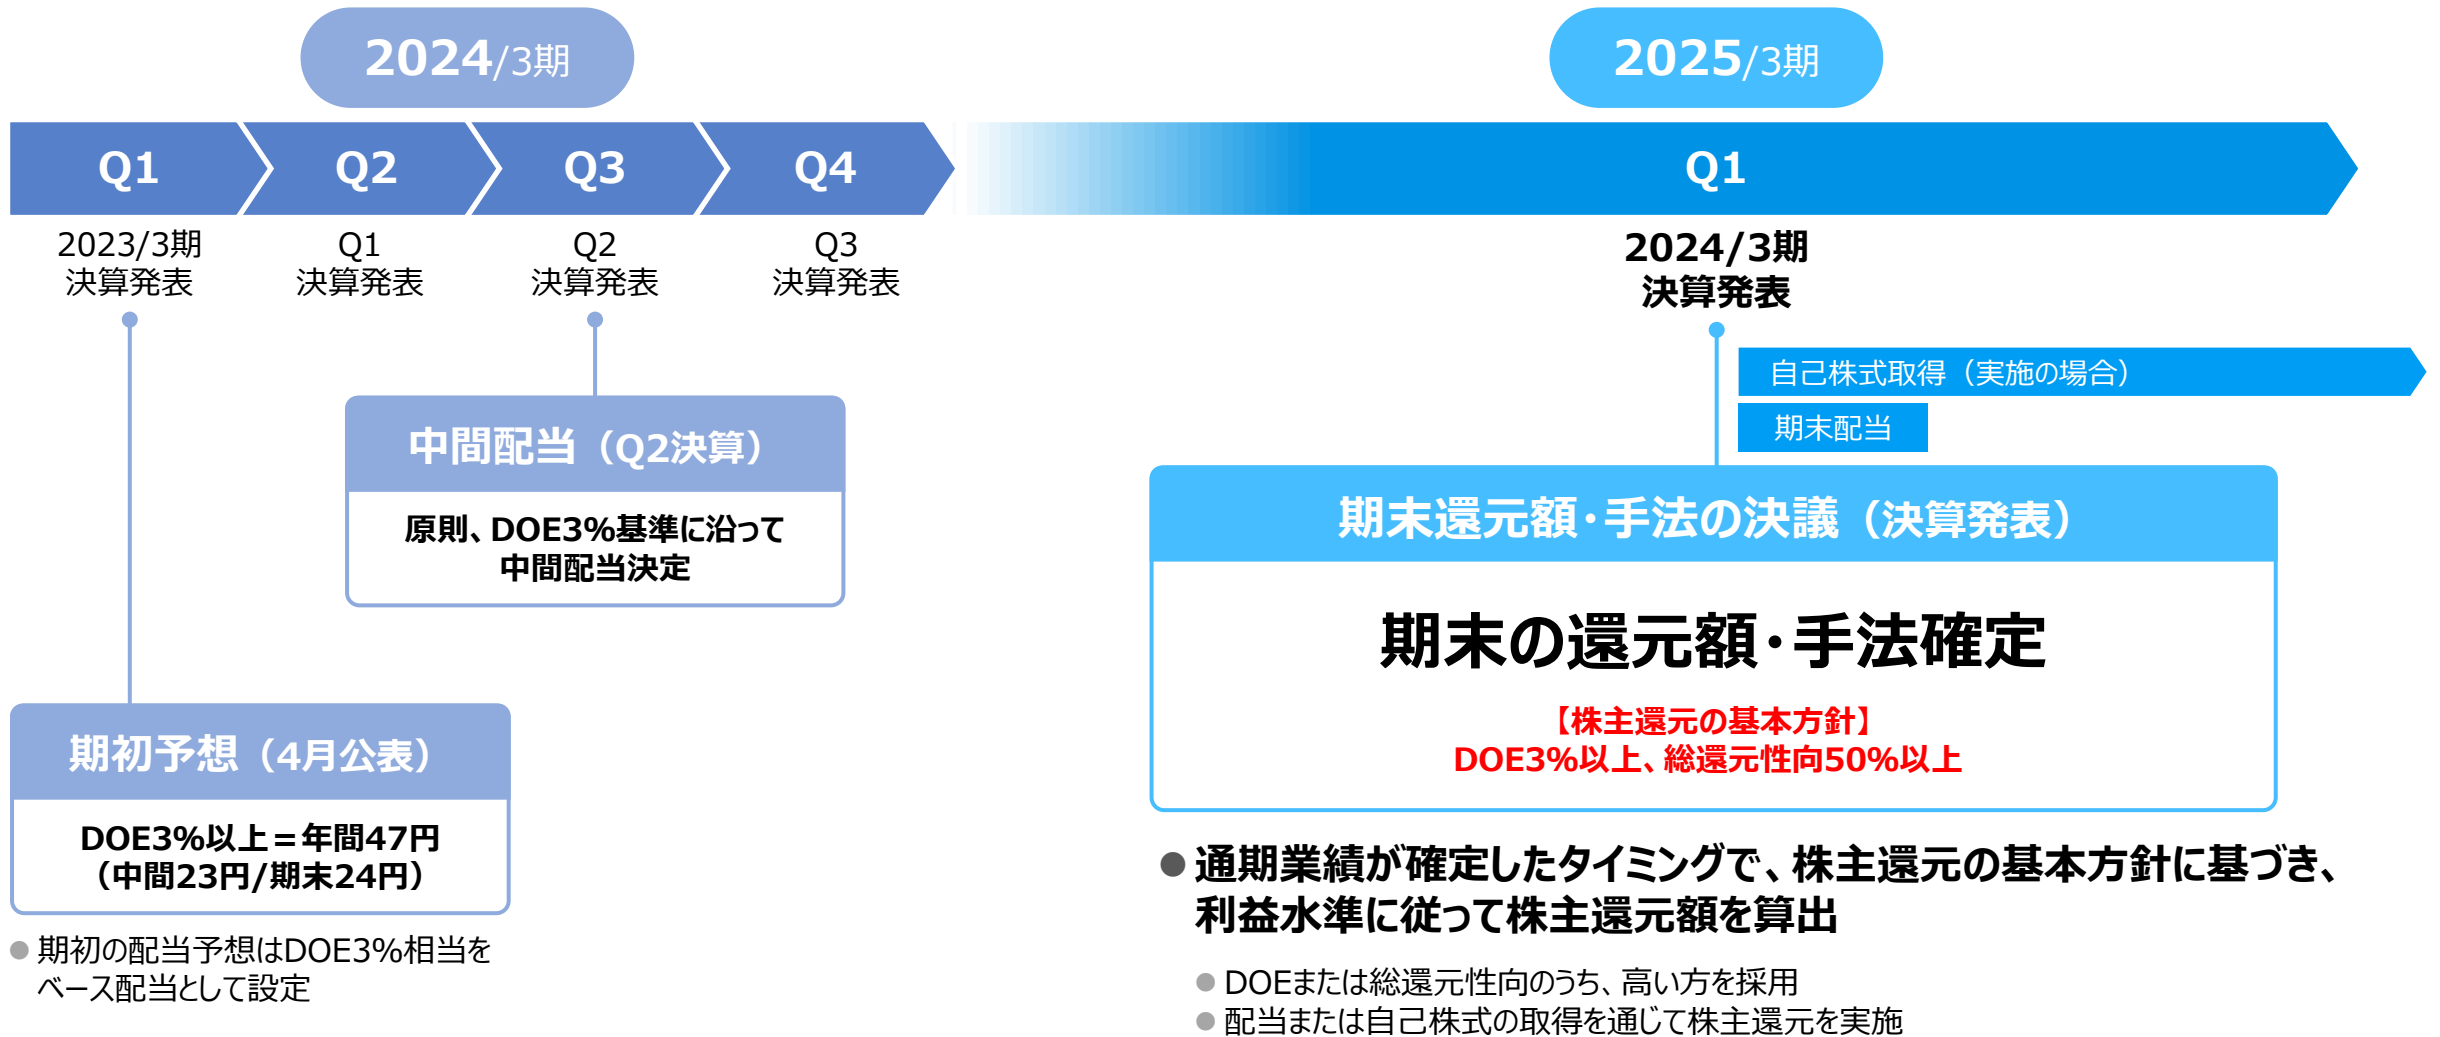 2024/3期
Q1
Q2
Q3
Q4
2023/3期
決算発表
Q1
決算発表
Q2
決算発表
Q3
決算発表
中間配当（Q2決算）
原則、DOE3%基準に沿って
中間配当決定
期初予想（4月公表）
DOE3%以上＝年間47円
（中間23円/期末24円）
期初の配当予想はDOE3%相当を
ベース配当として設定
2025/3期
Q1
2024/3期
決算発表
自己株式取得（実施の場合）
期末配当
期末還元額・手法の決議（決算発表）
期末の還元額・手法確定
【株主還元の基本方針】
DOE3%以上、総還元性向50%以上
通期業績が確定したタイミングで、株主還元の基本方針に基づき、
利益水準に従って株主還元額を算出
DOEまたは総還元性向のうち、高い方を採用
配当または自己株式の取得を通じて株主還元を実施